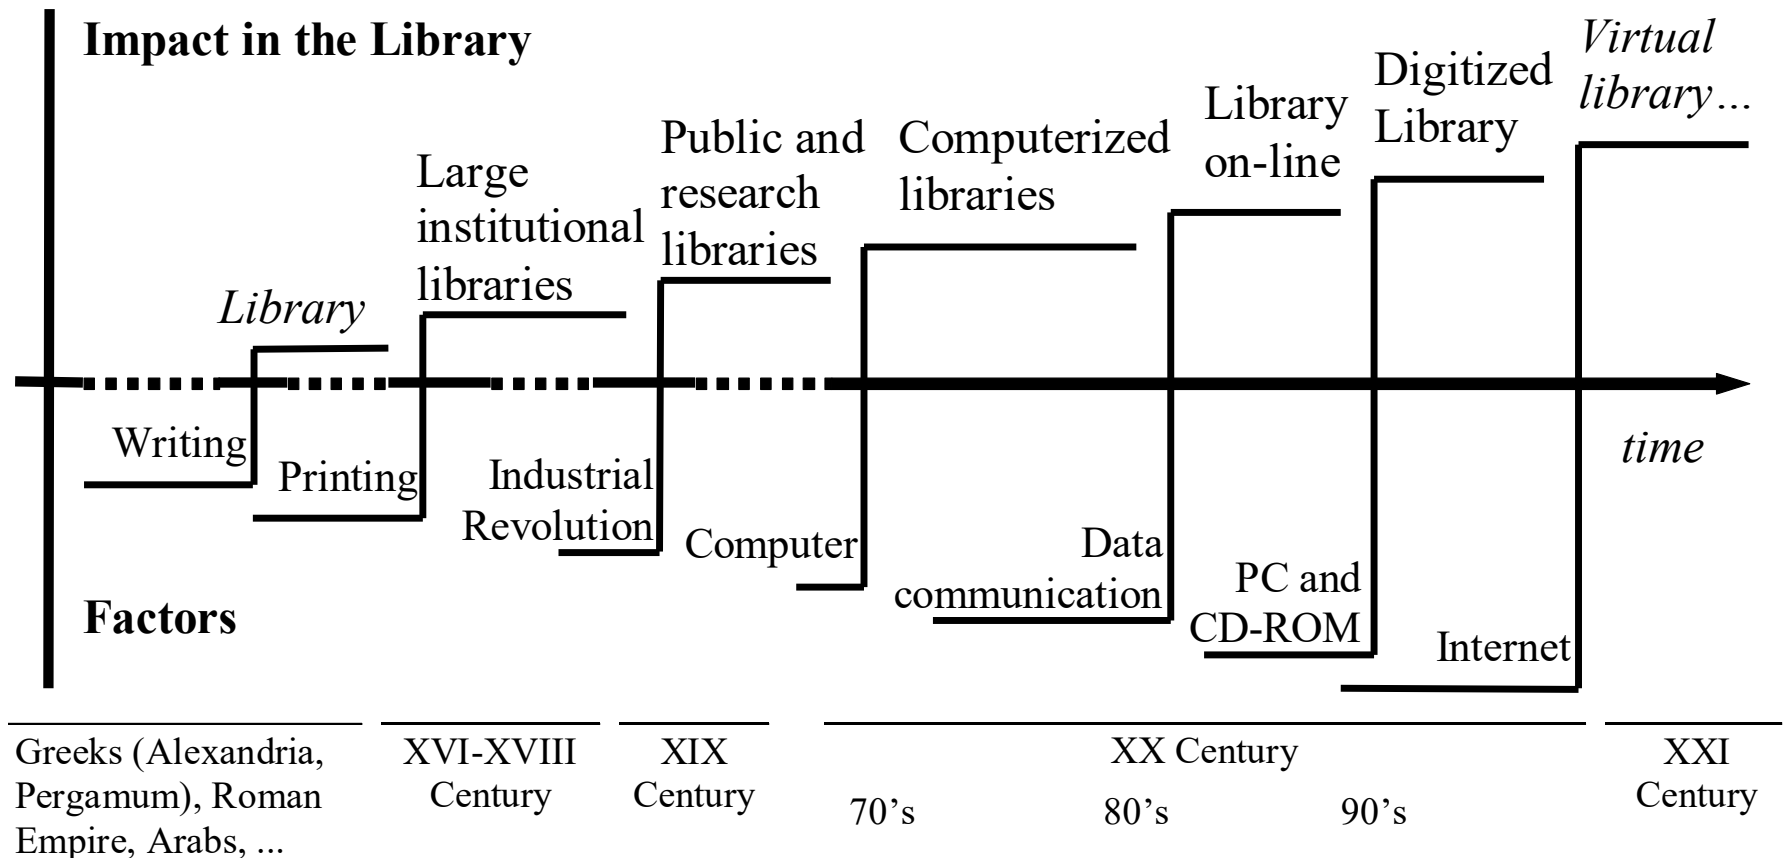 Impact in the Library
Library
Large
institutional
libraries
Public and
research
libraries
Computerized
libraries
Library
on-line
Digitized
Library
Virtual
library...
time
Writing
Printing
Industrial
Revolution
Computer
Data
communication
PC and
CD-ROM
Internet
Factors
Greeks (Alexandria,
Pergamum), Roman
Empire, Arabs, ...
XVI-XVIII
Century
XIX
Century
XX Century
70’s
80’s
90’s
XXI
Century